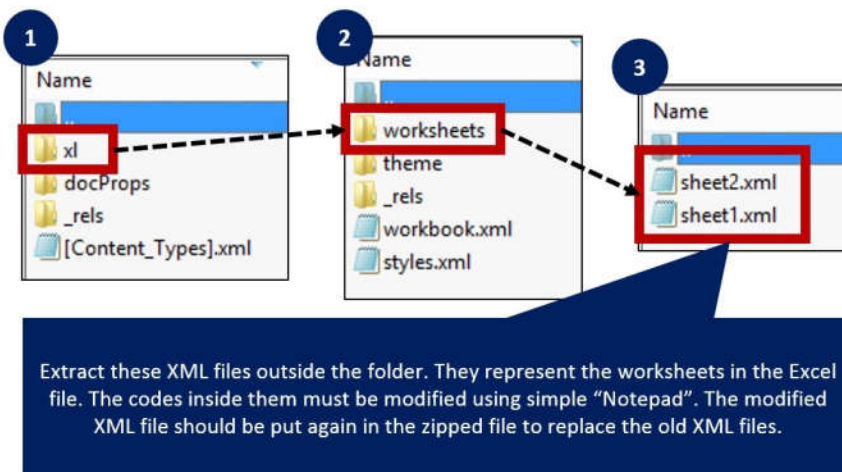 1
Name
..
xl
docProps
_rels
[Content_Types].xml
2
Name
..
worksheets
theme
_rels
workbook.xml
styles.xml
3
Name
..
sheet2.xml
sheet1.xml
Extract these XML files outside the folder. They represent the worksheets in the Excel
file. The codes inside them must be modified using simple “Notepad”. The modified
XML file should be put again in the zipped file to replace the old XML files.